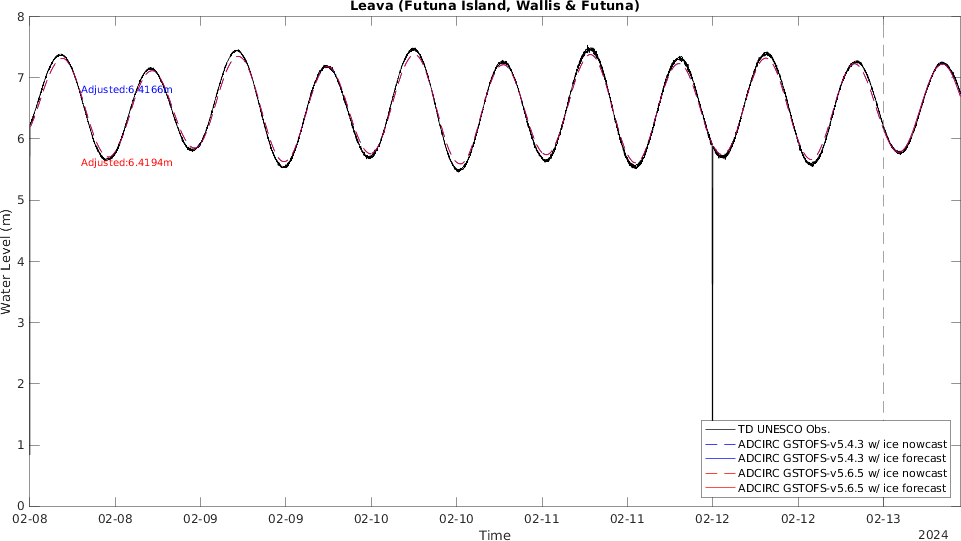 Leava (Futuna Island, Wallis & Futuna)
8
7
6
5
4
3
2
1
0
Water Level (m)
Adjusted:6.4166m
Adjusted:6.4194m
TD UNESCO Obs.
ADCIRC GSTOFS-v5.4.3 w/ ice nowcast
ADCIRC GSTOFS-v5.4.3 w/ ice forecast
ADCIRC GSTOFS-v5.6.5 w/ ice nowcast
ADCIRC GSTOFS-v5.6.5 w/ ice forecast
02-08 02-08 02-09 02-09 02-10 02-10 02-11 02-11 02-12 02-12 02-13
Time
2024